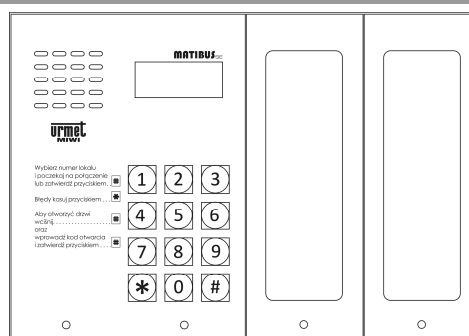 MATIBUS SE
urmet
MIWI
Wybierz numer lokalu
i poczekaj na połączenie
lub zatwierdź przyciskiem. . #
Błędy kasuj przyciskiem . . . *
Aby otworzyć drzwi
wciśnij. . . . . . . . . . . . . . . . . . #
oraz
wprowadź kod otwarcia
i zatwierdź przyciskiem . . . . #
1 2 3
4 5 6
7 8 9
* 0 #